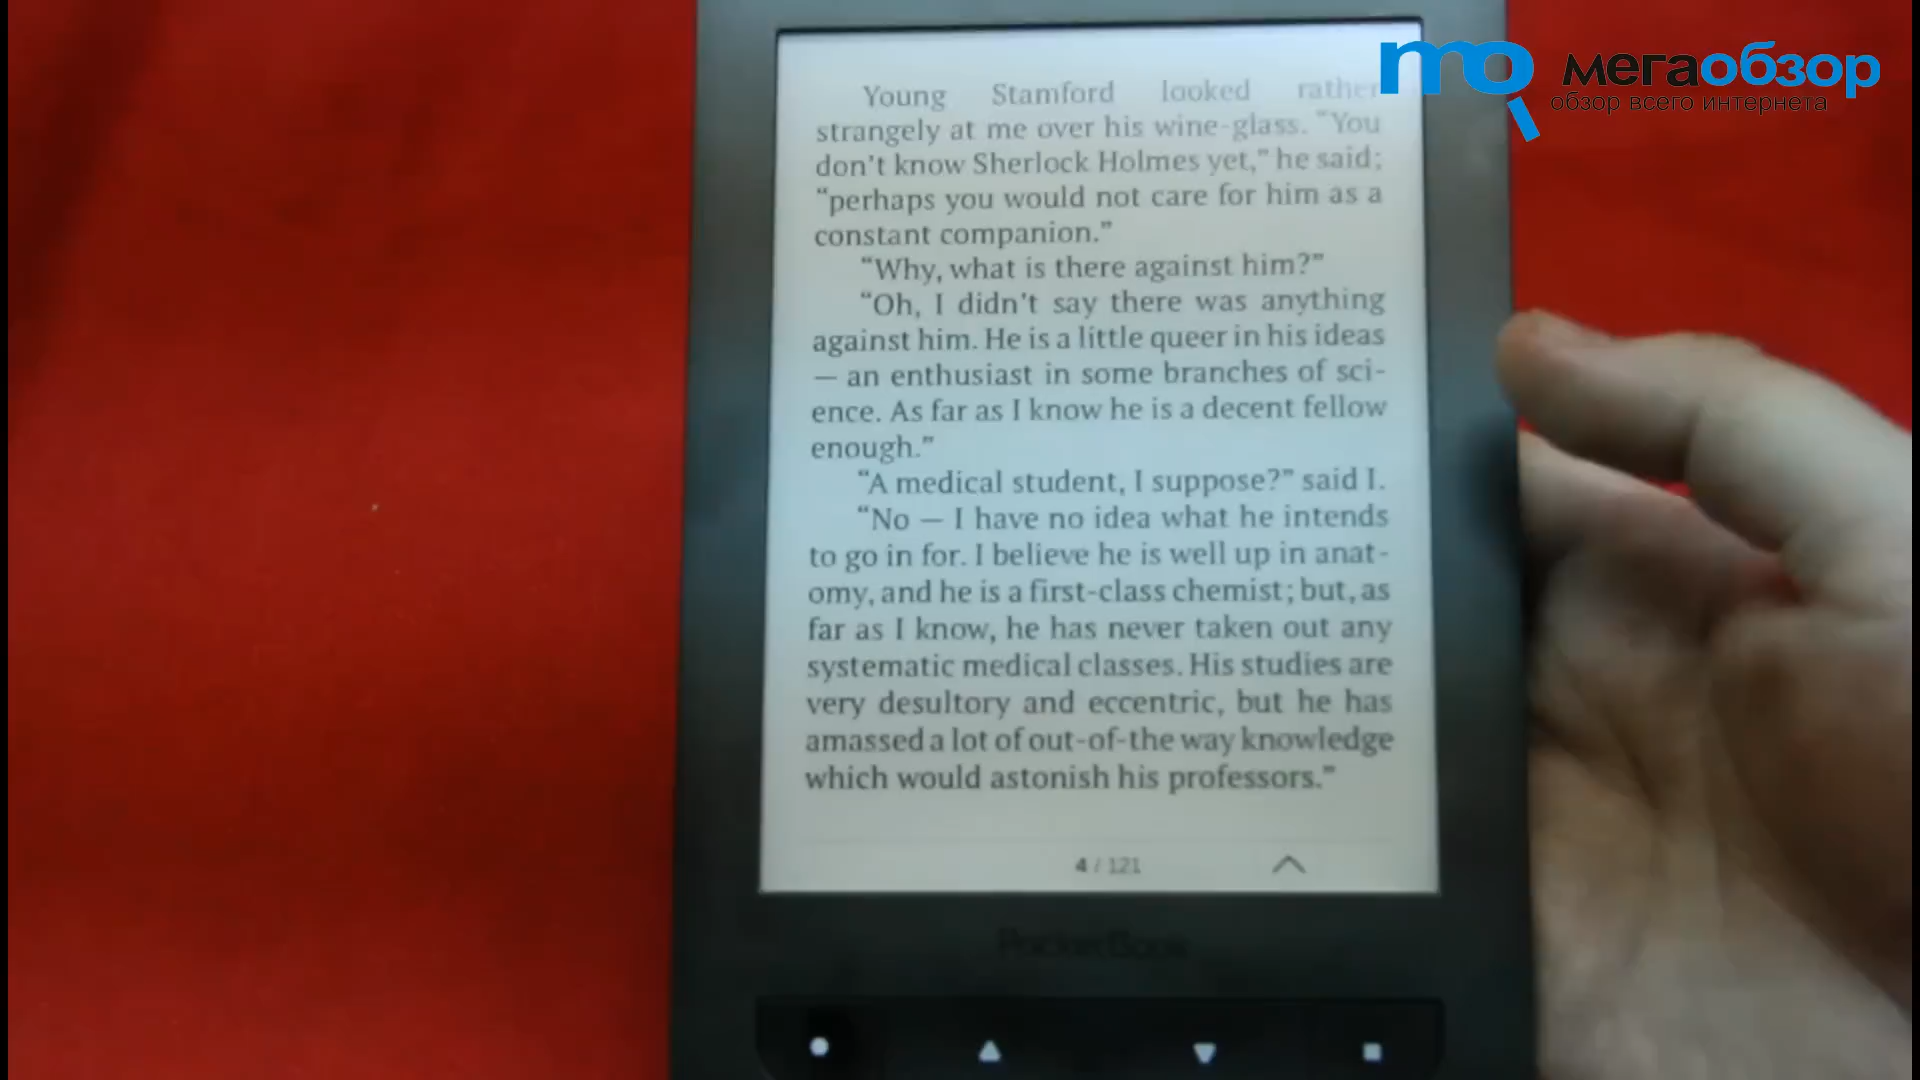 Young Stamford looked rather
strangely at me over his wine-glass. “You
don’t know Sherlock Holmes yet,” he said;
“perhaps you would not care for him as a
constant companion.”
“Why, what is there against him?”
“Oh, I didn’t say there was anything
against him. He is a little queer in his ideas
— an enthusiast in some branches of sci-
ence. As far as I know he is a decent fellow
enough.”
“A medical student, I suppose?” said I.
“No — I have no idea what he intends
to go in for. I believe he is well up in anat-
omy, and he is a first-class chemist; but, as
far as I know, he has never taken out any
systematic medical classes. His studies are
very desultory and eccentric, but he has
amassed a lot of out-of-the way knowledge
which would astonish his professors.”
4 / 121
PocketBook
мегаобзор
обзор всего интернета